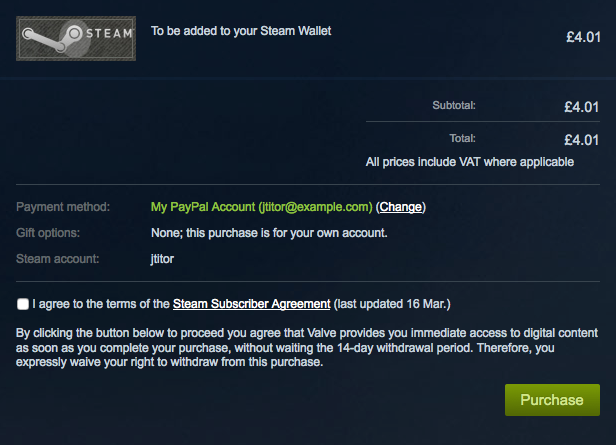 STEAM
To be added to your Steam Wallet
£4.01
Subtotal: £4.01
Total: £4.01
All prices include VAT where applicable
Payment method: My PayPal Account (jtitor@example.com) (Change)
Gift options: None; this purchase is for your own account.
Steam account: jtitor
I agree to the terms of the Steam Subscriber Agreement (last updated 16 Mar.)
By clicking the button below to proceed you agree that Valve provides you immediate access to digital content
as soon as you complete your purchase, without waiting the 14-day withdrawal period. Therefore, you
expressly waive your right to withdraw from this purchase.
Purchase